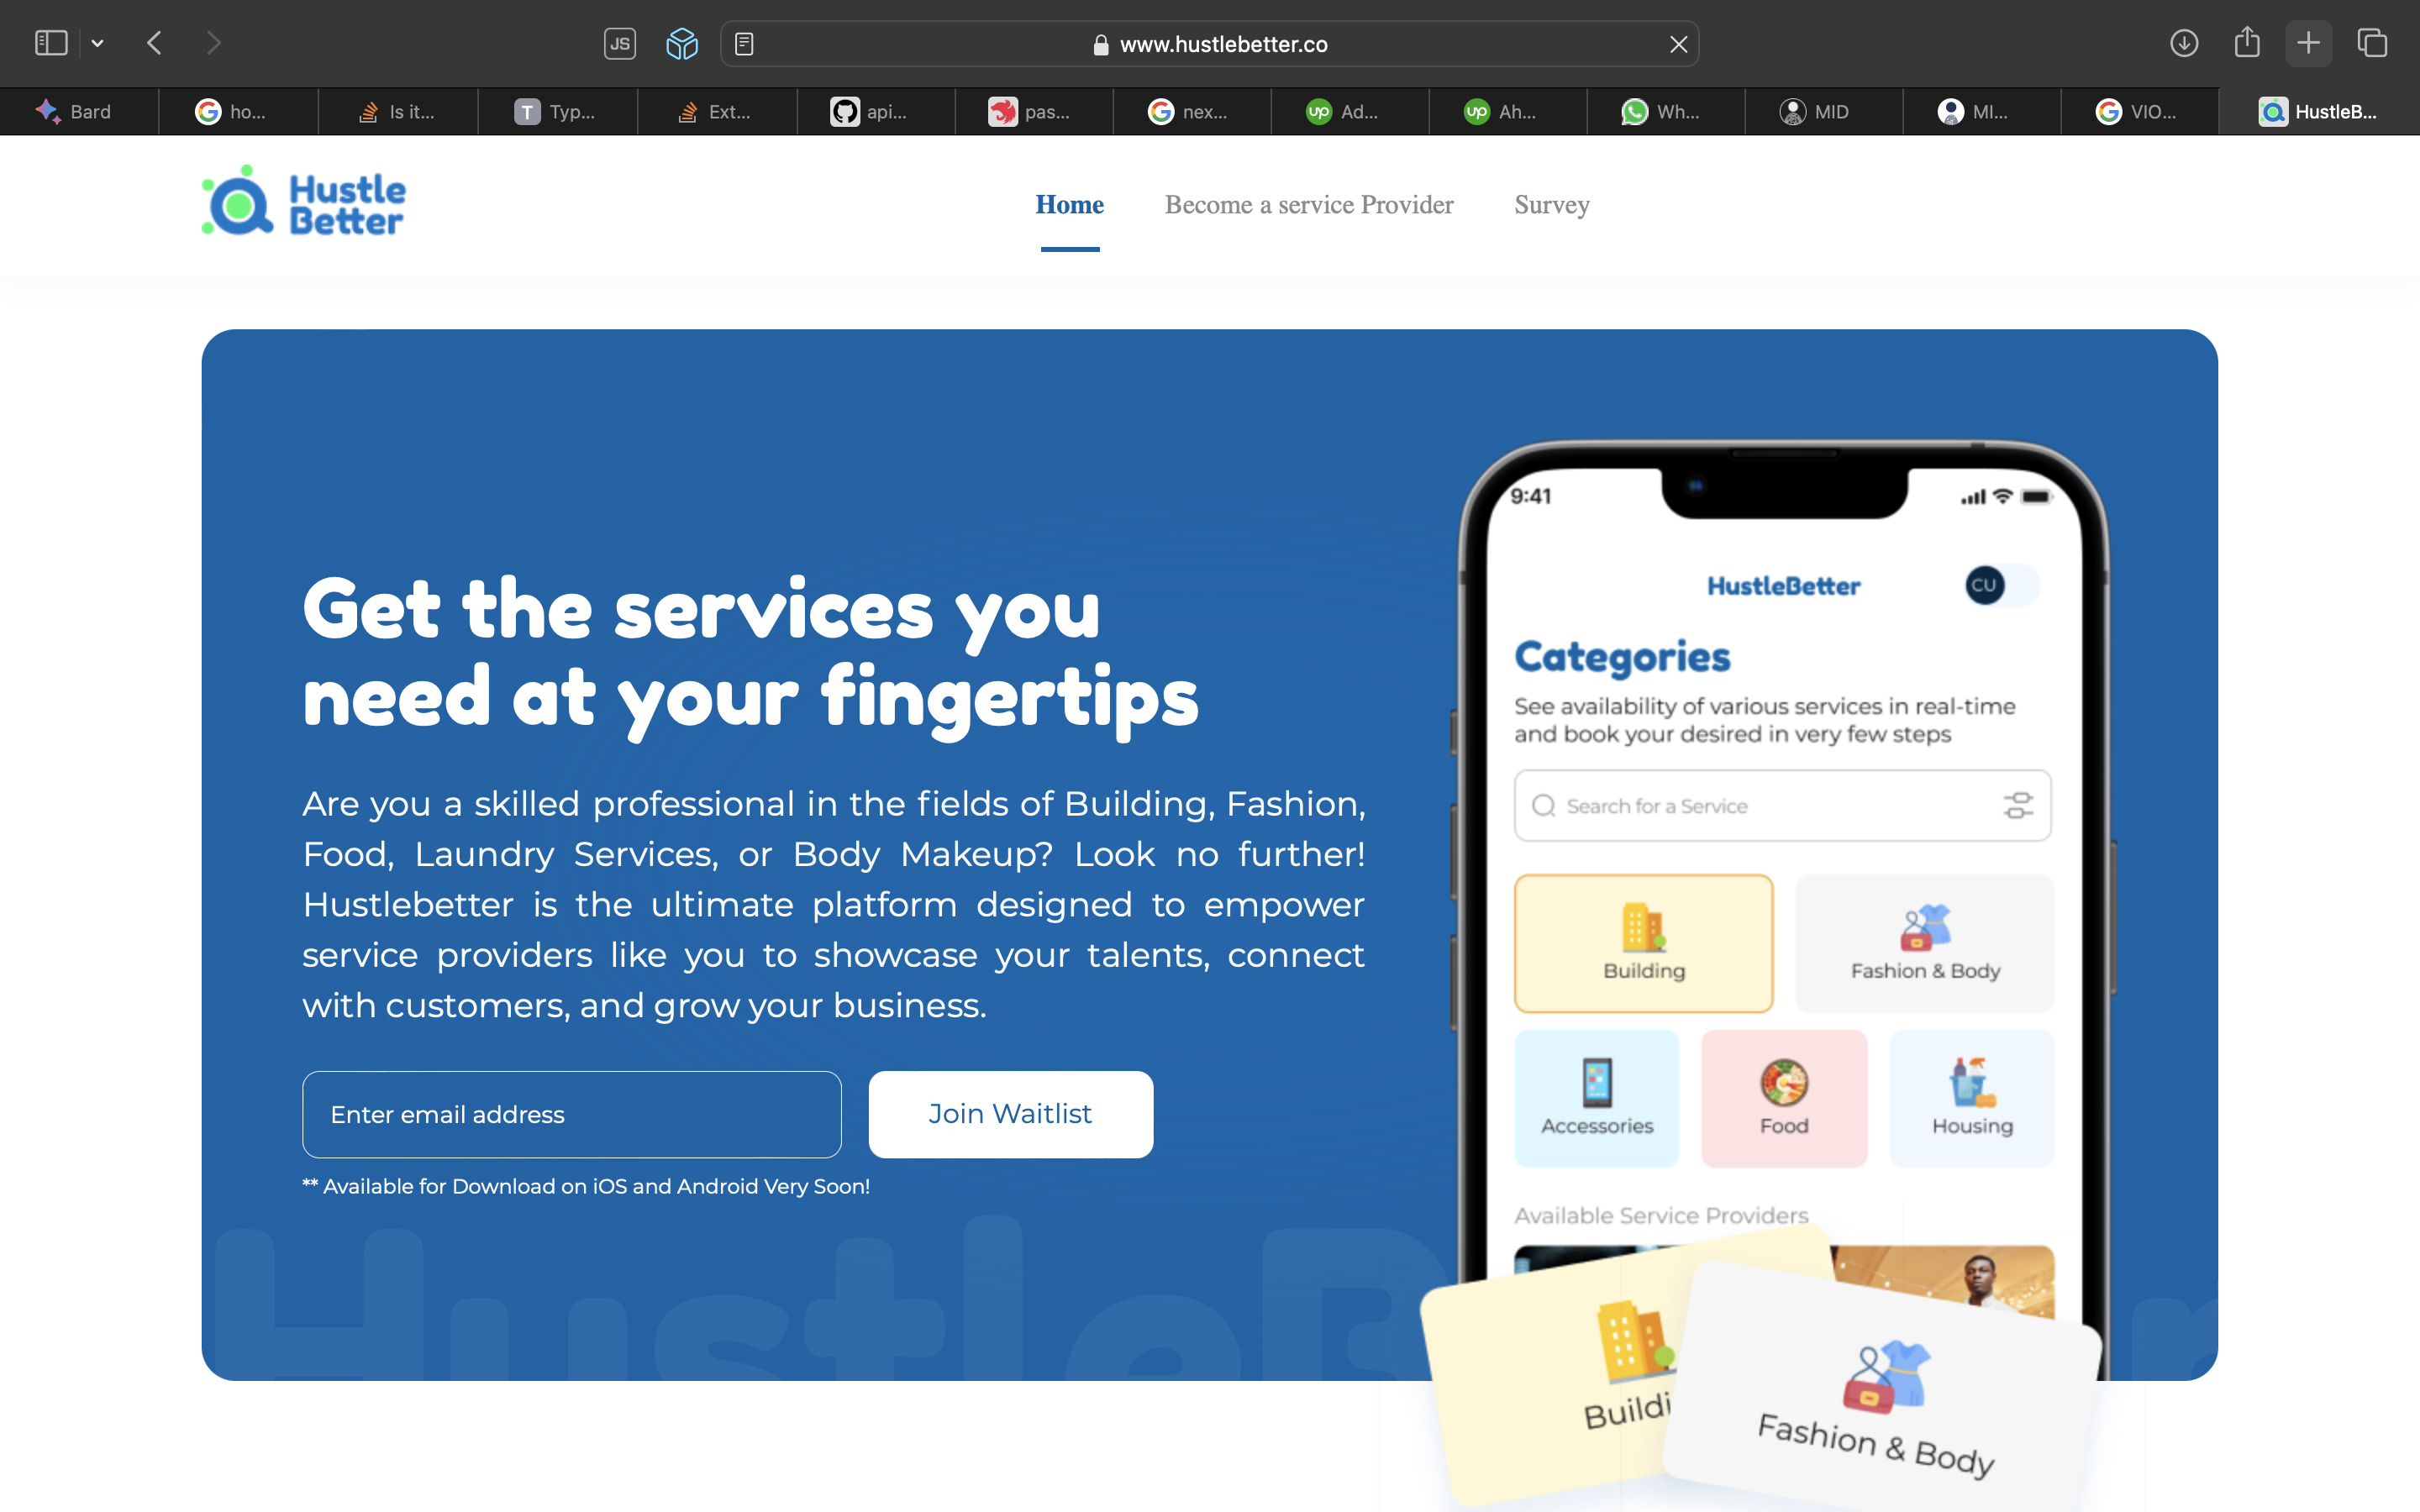 www.hustlebetter.co
JS
Bard
ho...
Is it...
T Typ...
Ext...
api...
pas...
nex...
up Ad...
up Ah...
Wh...
MID
MI...
VIO...
HustleB...
Hustle
Better
Home
Become a service Provider
Survey
Get the services you
need at your fingertips
Are you a skilled professional in the fields of Building, Fashion,
Food, Laundry Services, or Body Makeup? Look no further!
Hustlebetter is the ultimate platform designed to empower
service providers like you to showcase your talents, connect
with customers, and grow your business.
Enter email address
Join Waitlist
** Available for Download on iOS and Android Very Soon!
HustleB
9:41
HustleBetter
CU
Categories
See availability of various services in real-time
and book your desired in very few steps
Search for a Service
Building
Fashion & Body
Accessories
Food
Housing
Available Service Providers
Buildi
Fashion & Body